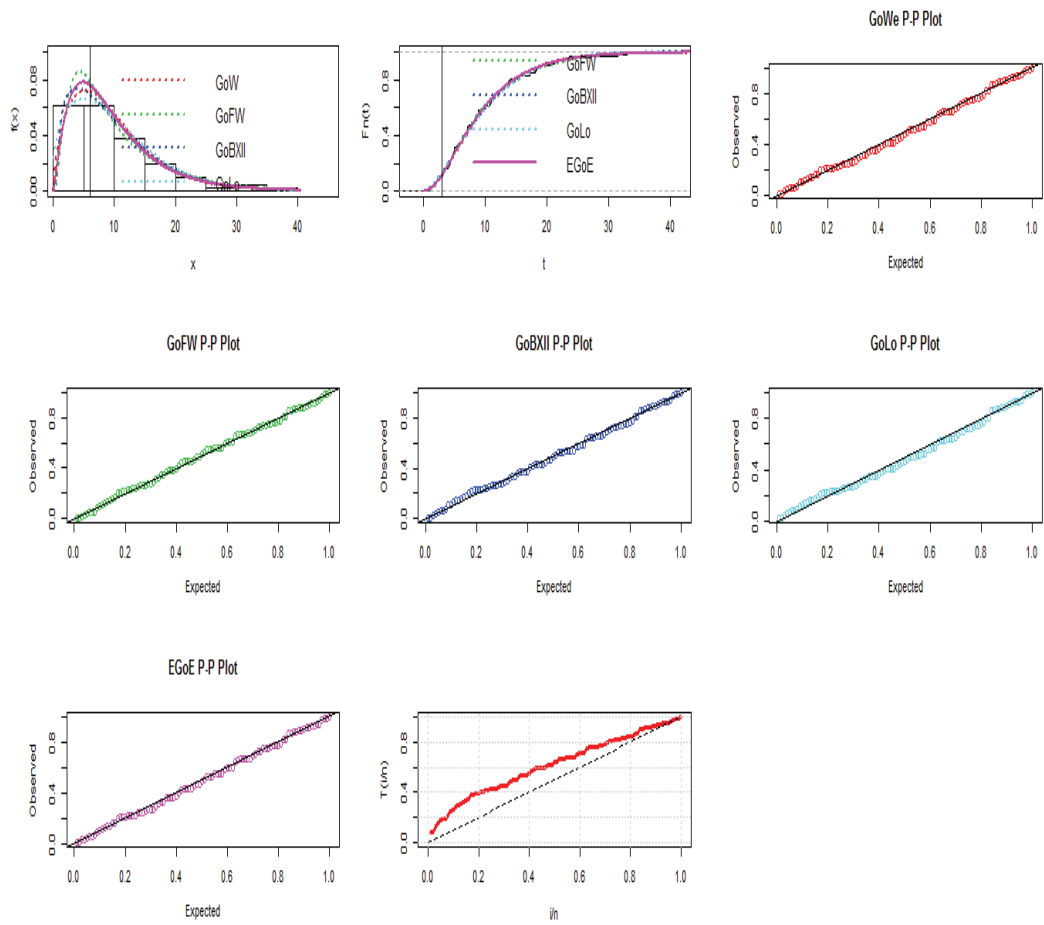 f(x)
0.00 0.04 0.08
GoW
GoFW
GoBXII
GoLo
0 10 20 30 40
x
Fn(t)
0 0.4 0.8
GoFW
GoBXII
GoLo
EGoE
0 10 20 30 40
t
GoWe P-P Plot
Observed
0.0 0.4 0.8
0.0 0.2 0.4 0.6 0.8 1.0
Expected
GoFW P-P Plot
Observed
0.0 0.4 0.8
0.0 0.2 0.4 0.6 0.8 1.0
Expected
GoBXII P-P Plot
Observed
0.0 0.4 0.8
0.0 0.2 0.4 0.6 0.8 1.0
Expected
GoLo P-P Plot
Observed
0.0 0.4 0.8
0.0 0.2 0.4 0.6 0.8 1.0
Expected
EGoE P-P Plot
Observed
0.0 0.4 0.8
0.0 0.2 0.4 0.6 0.8 1.0
Expected
T(i/n)
0.0 0.4 0.8
0.0 0.2 0.4 0.6 0.8 1.0
i/n